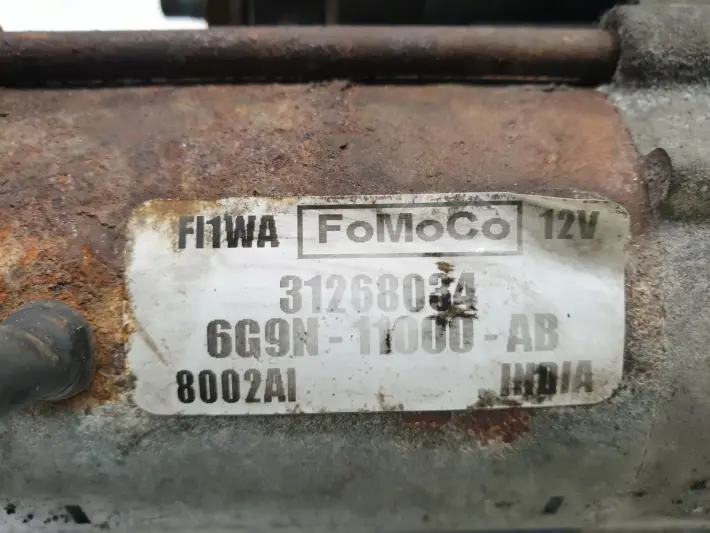 FI1WA FoMoCo 12V
31268034
6G9N-11000-AB
8002AI INDIA